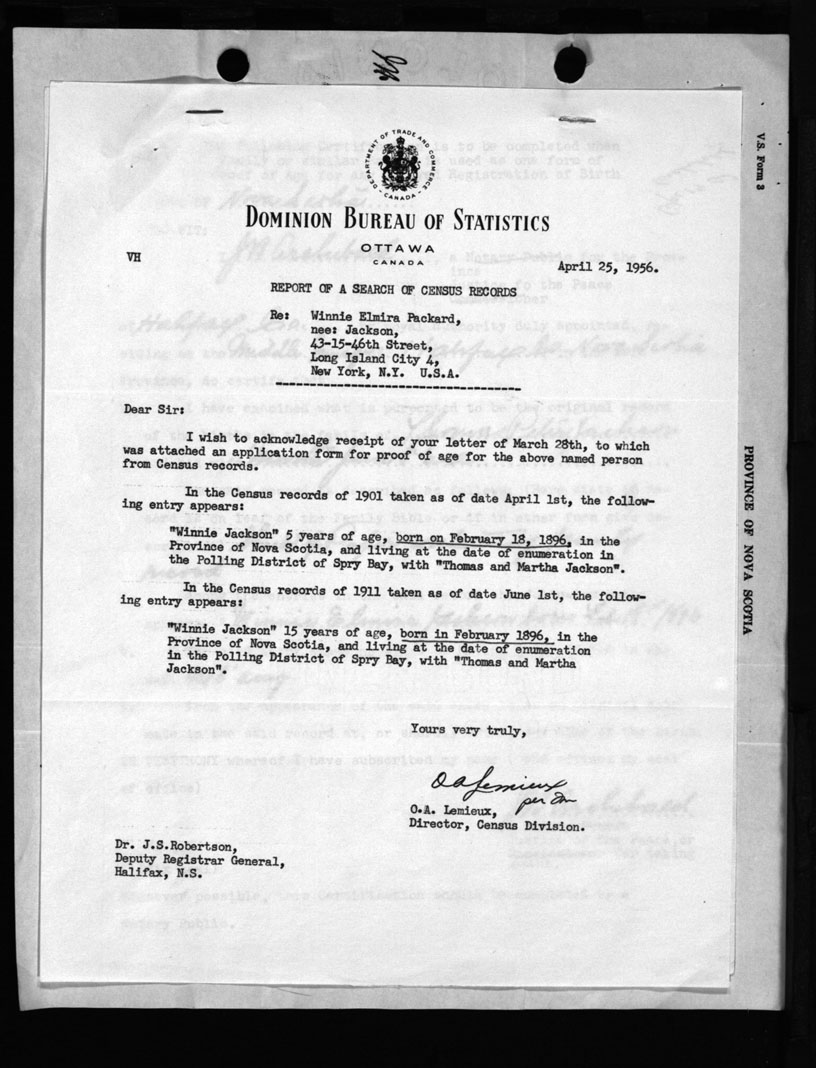 DEPARTMENT OF TRADE AND COMMERCE
CANADA
DOMINION BUREAU OF STATISTICS
OTTAWA
CANADA
VH
April 25, 1956.
REPORT OF A SEARCH OF CENSUS RECORDS
Re: Winnie Elmira Packard,
nee: Jackson,
43-15-46th Street,
Long Island City 4,
New York, N.Y. U.S.A.
Dear Sir:
I wish to acknowledge receipt of your letter of March 28th, to which
was attached an application form for proof of age for the above named person
from Census records.
In the Census records of 1901 taken as of date April 1st, the follow-
ing entry appears:
"Winnie Jackson" 5 years of age, born on February 18, 1896, in the
Province of Nova Scotia, and living at the date of enumeration in
the Polling District of Spry Bay, with "Thomas and Martha Jackson".
In the Census records of 1911 taken as of date June 1st, the follow-
ing entry appears:
"Winnie Jackson" 15 years of age, born in February 1896, in the
Province of Nova Scotia, and living at the date of enumeration
in the Polling District of Spry Bay, with "Thomas and Martha
Jackson".
Yours very truly,
O A Lemieux
per
O.A. Lemieux,
Director, Census Division.
Dr. J.S.Robertson,
Deputy Registrar General,
Halifax, N.S.
V.S. Form 3
PROVINCE OF NOVA SCOTIA